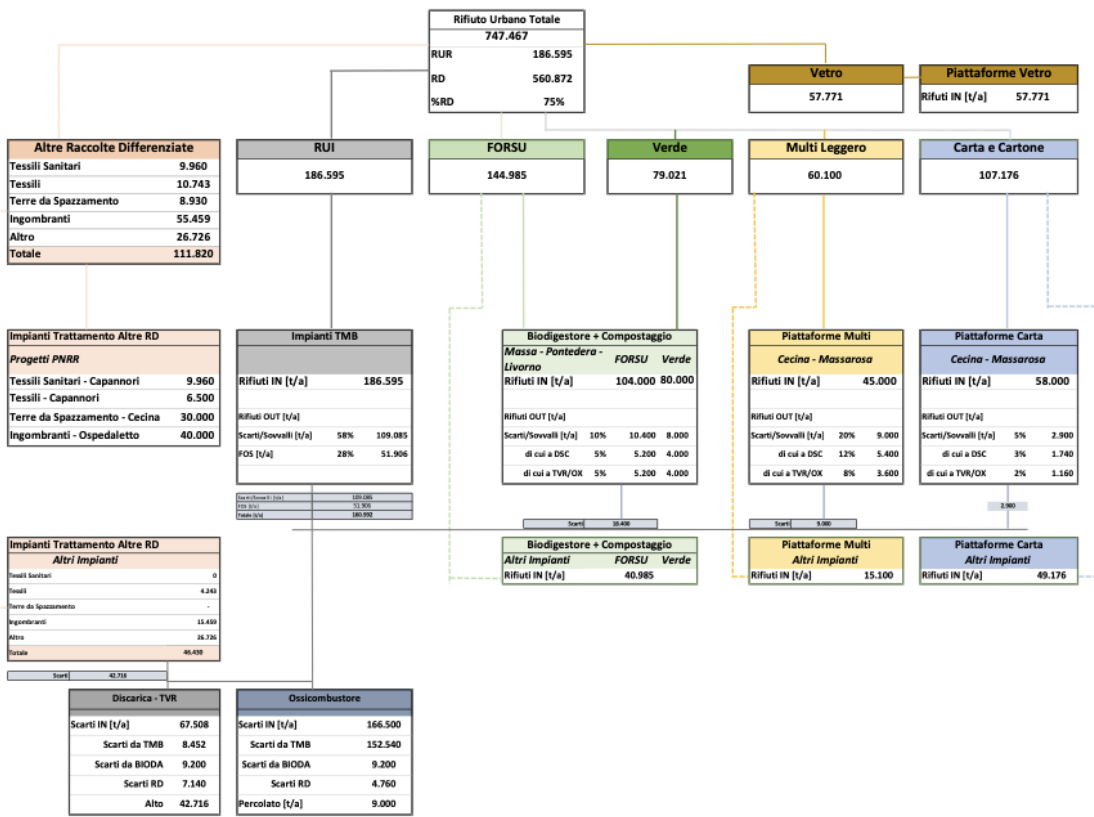 Rifiuto Urbano Totale
747.467
RUR 186.595
RD 560.872
%RD 75%
Vetro
57.771
Piattaforme Vetro
Rifiuti IN [t/a] 57.771
Altre Raccolte Differenziate
Tessili Sanitari 9.960
Tessili 10.743
Terre da Spazzamento 8.930
Ingombranti 55.459
Altro 26.726
Totale 111.820
RUI
186.595
FORSU
144.985
Verde
79.021
Multi Leggero
60.100
Carta e Cartone
107.176
Impianti Trattamento Altre RD
Progetti PNRR
Tessili Sanitari - Capannori 9.960
Tessili - Capannori 6.500
Terre da Spazzamento - Cecina 30.000
Ingombranti - Ospedaletto 40.000
Impianti TMB
Rifiuti IN [t/a] 186.595
Rifiuti OUT [t/a]
Scarti/Sovvalli [t/a] 58% 109.085
FOS [t/a] 28% 51.906
Scarti/Sovvalli [t/a] 109.085
FOS [t/a] 51.906
Totale [t/a] 160.992
Biodigestore + Compostaggio
Massa - Pontedera - Livorno FORSU Verde
Rifiuti IN [t/a] 104.000 80.000
Rifiuti OUT [t/a]
Scarti/Sovvalli [t/a] 10% 10.400 8.000
di cui a DSC 5% 5.200 4.000
di cui a TVR/OX 5% 5.200 4.000
Scarti 18.400
Piattaforme Multi
Cecina - Massarosa
Rifiuti IN [t/a] 45.000
Rifiuti OUT [t/a]
Scarti/Sovvalli [t/a] 20% 9.000
di cui a DSC 12% 5.400
di cui a TVR/OX 8% 3.600
Scarti 9.000
Piattaforme Carta
Cecina - Massarosa
Rifiuti IN [t/a] 58.000
Rifiuti OUT [t/a]
Scarti/Sovvalli [t/a] 5% 2.900
di cui a DSC 3% 1.740
di cui a TVR/OX 2% 1.160
2.900
Impianti Trattamento Altre RD
Altri Impianti
Tessili Sanitari 0
Tessili 4.243
Terre da Spazzamento -
Ingombranti 15.459
Altro 26.726
Totale 46.430
Scarti 42.716
Biodigestore + Compostaggio
Altri Impianti FORSU Verde
Rifiuti IN [t/a] 40.985
Piattaforme Multi
Altri Impianti
Rifiuti IN [t/a] 15.100
Piattaforme Carta
Altri Impianti
Rifiuti IN [t/a] 49.176
Discarica - TVR
Scarti IN [t/a] 67.508
Scarti da TMB 8.452
Scarti da BIODA 9.200
Scarti RD 7.140
Alto 42.716
Ossicombustore
Scarti IN [t/a] 166.500
Scarti da TMB 152.540
Scarti da BIODA 9.200
Scarti RD 4.760
Percolato [t/a] 9.000